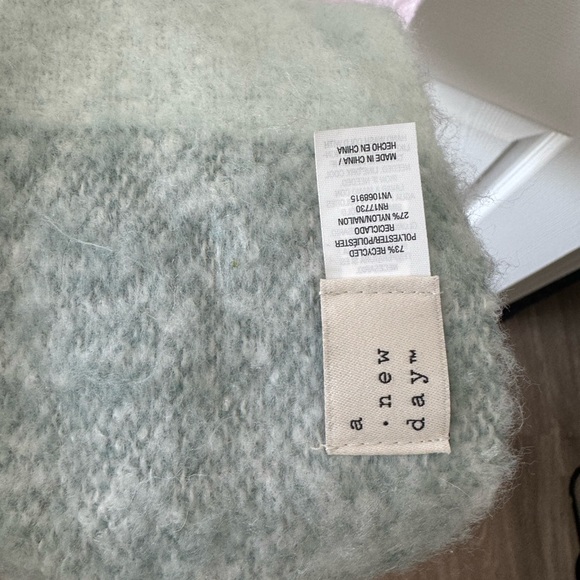 73% RECYCLED
POLYESTER/POLIÉSTER
RECICLADO
27% NYLON/NAILON
RN17730
VN1068915
MADE IN CHINA /
HECHO EN CHINA
a
·new
day™